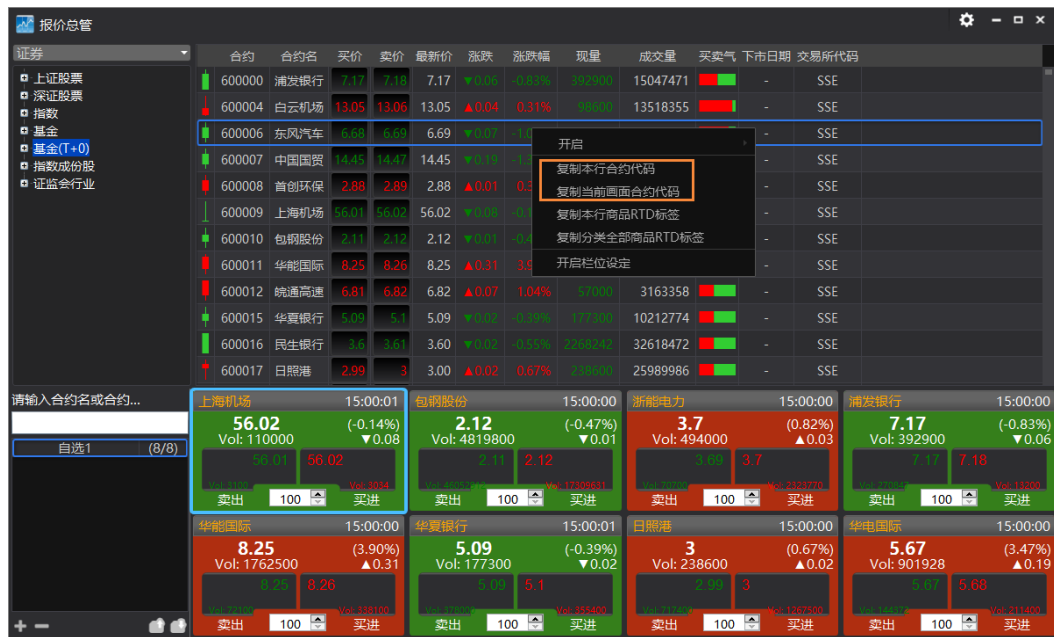 报价总管
证券
上证股票
深证股票
指数
基金
基金(T+0)
指数成份股
证监会行业
合约 合约名 买价 卖价 最新价 涨跌 涨跌幅 现量 成交量 买卖气 下市日期 交易所代码
600000 浦发银行 7.17 7.18 7.17 ▼0.06 -0.83% 392900 15047471 - SSE
600004 白云机场 13.05 13.06 13.05 ▲0.04 0.31% 98600 13518355 - SSE
600006 东风汽车 6.68 6.69 6.69 ▼0.07 - SSE
600007 中国国贸 14.45 14.47 14.45 ▼0.19 - SSE
600008 首创环保 2.88 2.89 2.88 ▲0.01 - SSE
600009 上海机场 56.01 56.02 56.02 ▼0.08 - SSE
600010 包钢股份 2.11 2.12 2.12 ▼0.01 - SSE
600011 华能国际 8.25 8.26 8.25 ▲0.31 - SSE
600012 皖通高速 6.81 6.82 6.82 ▲0.07 1.04% 57000 3163358 - SSE
600015 华夏银行 5.09 5.1 5.09 ▼0.02 -0.39% 177300 10212774 - SSE
600016 民生银行 3.6 3.61 3.60 ▼0.02 -0.55% 2268242 32618472 - SSE
600017 日照港 2.99 3 3.00 ▲0.02 0.67% 238600 25989986 - SSE
开启
复制本行合约代码
复制当前画面合约代码
复制本行商品RTD标签
复制分类全部商品RTD标签
开启栏位设定
请输入合约名或合约...
自选1 (8/8)
上海机场 15:00:01
56.02 (-0.14%)
Vol: 110000 ▼0.08
56.01 56.02
Vol: 3100 Vol: 3034
卖出 100 买进
包钢股份 15:00:00
2.12 (-0.47%)
Vol: 4819800 ▼0.01
2.11 2.12
卖出 100 买进
浙能电力 15:00:00
3.7 (0.82%)
Vol: 494000 ▲0.03
3.69 3.7
Vol: 70700
卖出 100 买进
浦发银行 15:00:00
7.17 (-0.83%)
Vol: 392900 ▼0.06
7.17 7.18
Vol: 13200
卖出 100 买进
华能国际 15:00:00
8.25 (3.90%)
Vol: 1762500 ▲0.31
8.25 8.26
Vol: 72100 Vol: 338100
卖出 100 买进
华夏银行 15:00:01
5.09 (-0.39%)
Vol: 177300 ▼0.02
5.09 5.1
Vol: 355400
卖出 100 买进
日照港 15:00:00
3 (0.67%)
Vol: 238600 ▲0.02
2.99 3
Vol: 717400 Vol: 1267500
卖出 100 买进
华电国际 15:00:00
5.67 (3.47%)
Vol: 901928 ▲0.19
5.67 5.68
Vol: 211400
卖出 100 买进